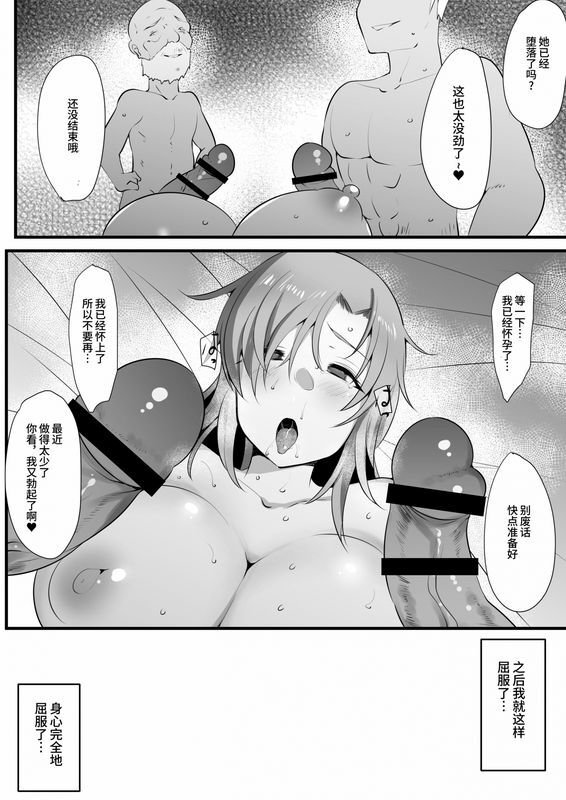 她已经
堕落了吗？
这也
太没劲了~♥
还没结束哦
等一下…
我已经怀孕了…
我已经怀上了
所以不要再…
最近
做得太少了
你看，我又勃起了啊♥
别废话
快点准备好
之后我就这样
屈服了…
身心完全地
屈服了…